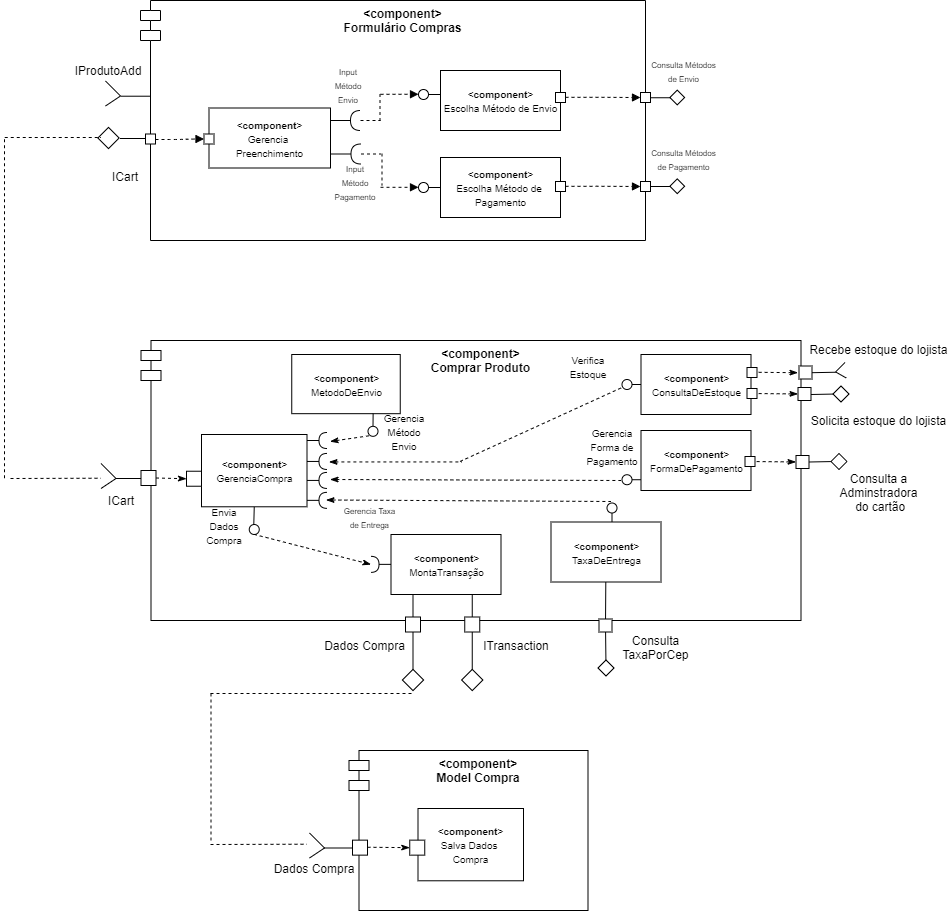 <component>
Formulário Compras
IProdutoAdd
ICart
<component>
Gerencia
Preenchimento
Input
Método
Envio
Input
Método
Pagamento
<component>
Escolha Método de Envio
<component>
Escolha Método de
Pagamento
Consulta Métodos
de Envio
Consulta Métodos
de Pagamento
<component>
Comprar Produto
<component>
MetodoDeEnvio
Gerencia
Método
Envio
Verifica
Estoque
<component>
ConsultaDeEstoque
Recebe estoque do lojista
Solicita estoque do lojista
Gerencia
Forma de
Pagamento
<component>
FormaDePagamento
Consulta a
Adminstradora
do cartão
ICart
<component>
GerenciaCompra
Envia
Dados
Compra
Gerencia Taxa
de Entrega
<component>
MontaTransação
<component>
TaxaDeEntrega
Dados Compra
ITransaction
Consulta
TaxaPorCep
<component>
Model Compra
<component>
Salva Dados
Compra
Dados Compra